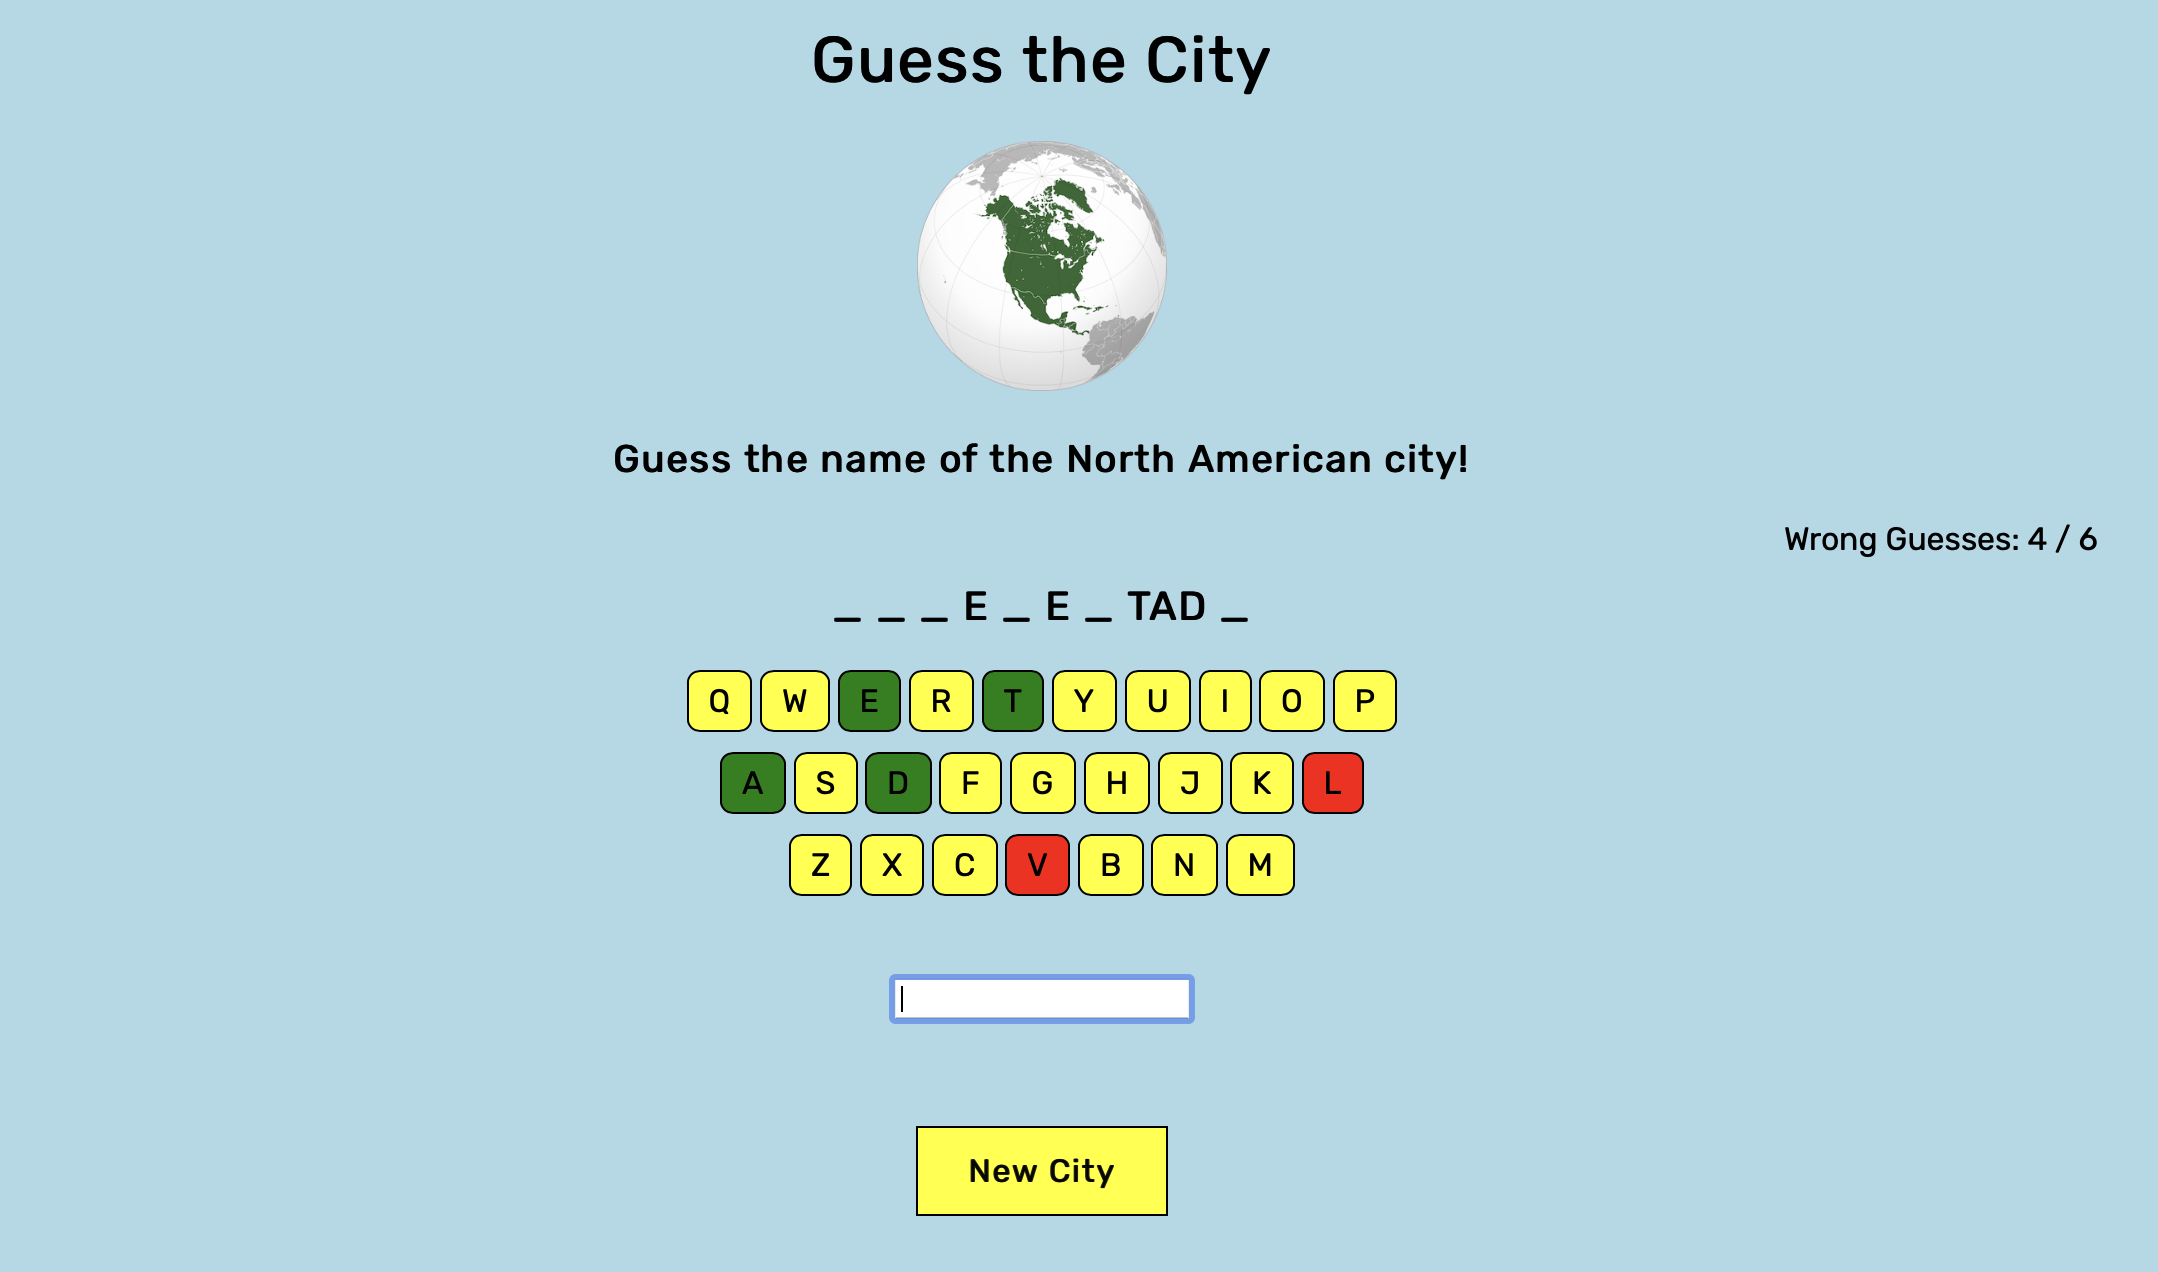 Guess the City
Guess the name of the North American city!
Wrong Guesses: 4 / 6
_ _ _ E _ E _ TAD _
Q W E R T Y U I O P
A S D F G H J K L
Z X C V B N M
New City